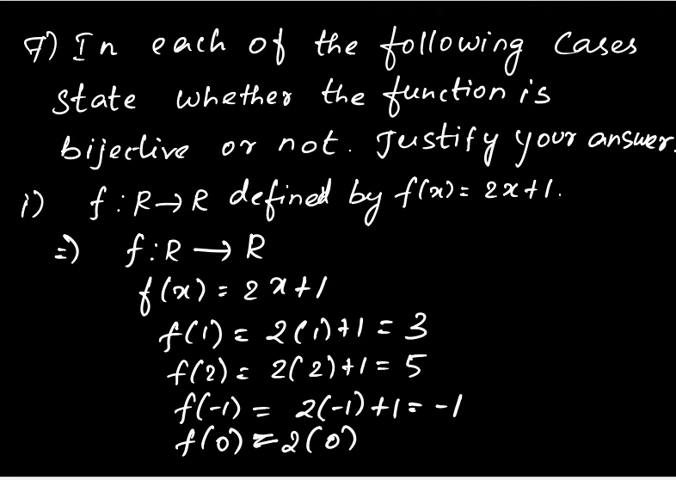 7) In each of the following cases
state whether the function is
bijective or not. Justify your answer.
i) f : R → R defined by f(x) = 2x+1.
=) f : R → R
f(x) = 2x+1
f(1) = 2(1)+1 = 3
f(2) = 2(2)+1 = 5
f(-1) = 2(-1)+1 = -1
f(0) = 2(0)